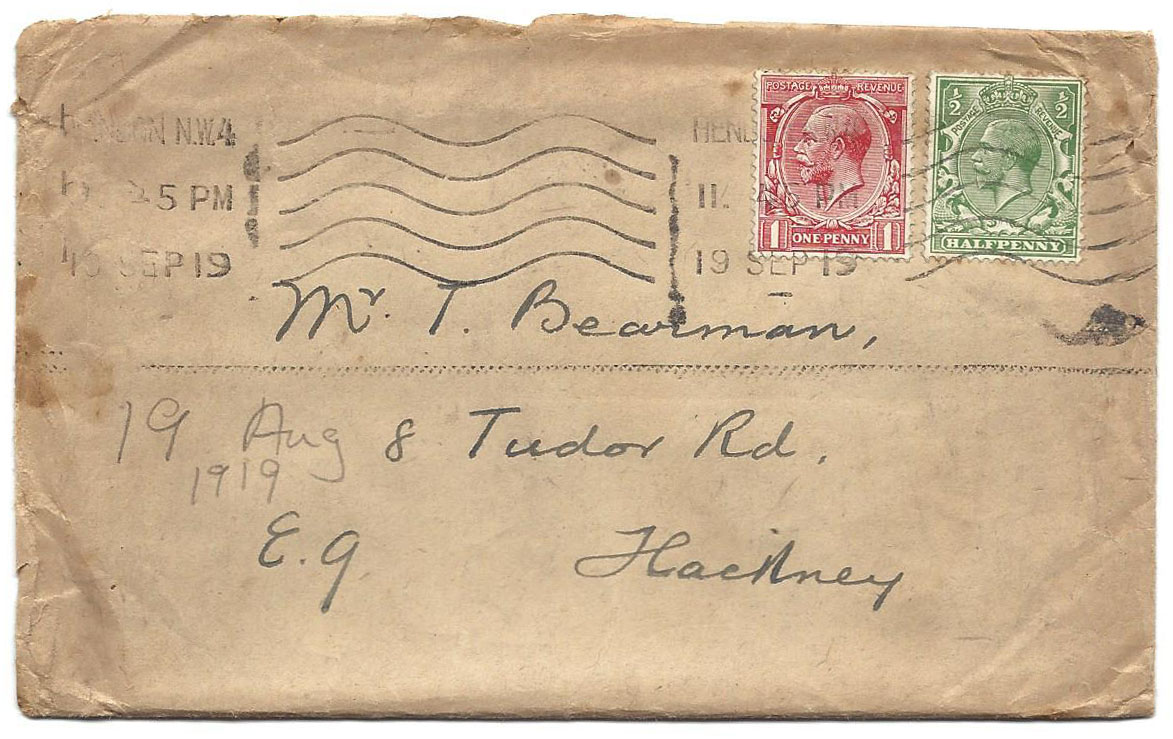 POSTAGE REVENUE
1 ONE PENNY 1
½ ½
POSTAGE REVENUE
HALFPENNY
N.W.4
5 PM
SEP 19
PM
19 SEP 19
Mr. T. Bearman,
19 Aug
1919
8 Tudor Rd.
E.9 Hackney